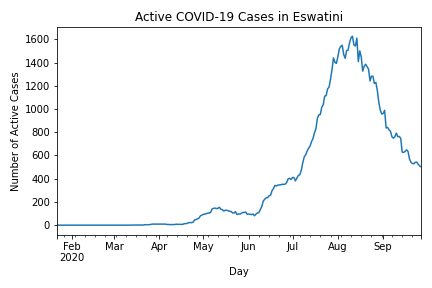 Active COVID-19 Cases in Eswatini
Number of Active Cases
1600
1400
1200
1000
800
600
400
200
0
Feb Mar Apr May Jun Jul Aug Sep
2020
Day